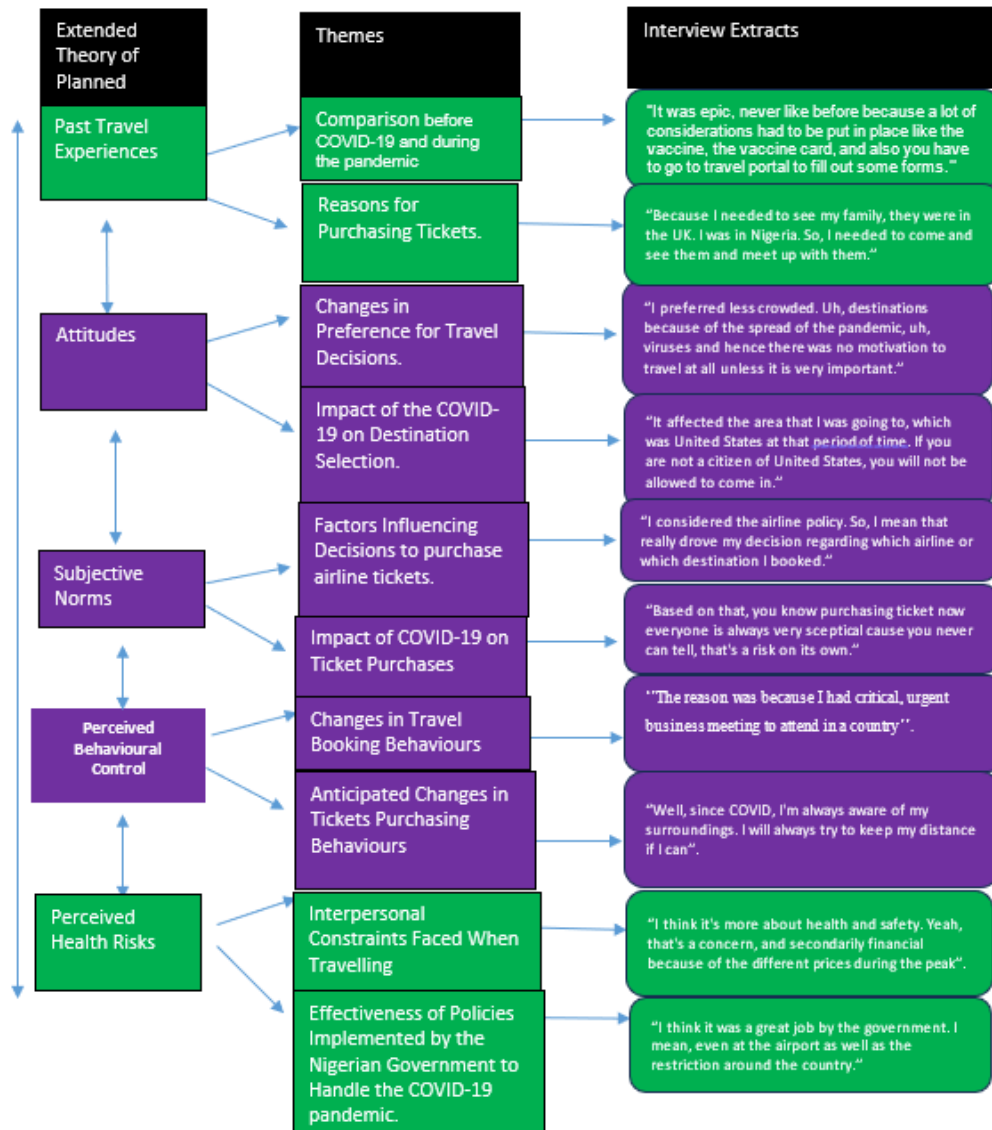 Extended
Theory of
Planned
Themes
Interview Extracts
Past Travel
Experiences
Comparison before
COVID-19 and during
the pandemic
"It was epic, never like before because a lot of
considerations had to be put in place like the
vaccine, the vaccine card, and also you have
to go to travel portal to fill out some forms."
Reasons for
Purchasing Tickets.
“Because I needed to see my family, they were in
the UK. I was in Nigeria. So, I needed to come and
see them and meet up with them.”
Attitudes
Changes in
Preference for Travel
Decisions.
“I preferred less crowded. Uh, destinations
because of the spread of the pandemic, uh,
viruses and hence there was no motivation to
travel at all unless it is very important.”
Impact of the COVID-
19 on Destination
Selection.
“It affected the area that I was going to, which
was United States at that period of time. If you
are not a citizen of United States, you will not be
allowed to come in.”
Subjective
Norms
Factors Influencing
Decisions to purchase
airline tickets.
“I considered the airline policy. So, I mean that
really drove my decision regarding which airline or
which destination I booked.”
Impact of COVID-19 on
Ticket Purchases
“Based on that, you know purchasing ticket now
everyone is always very sceptical cause you never
can tell, that's a risk on its own.”
Perceived
Behavioural
Control
Changes in Travel
Booking Behaviours
‘’The reason was because I had critical, urgent
business meeting to attend in a country’’.
Anticipated Changes in
Tickets Purchasing
Behaviours
“Well, since COVID, I'm always aware of my
surroundings. I will always try to keep my distance
if I can”.
Perceived
Health Risks
Interpersonal
Constraints Faced When
Travelling
“I think it's more about health and safety. Yeah,
that's a concern, and secondarily financial
because of the different prices during the peak”.
Effectiveness of Policies
Implemented by the
Nigerian Government to
Handle the COVID-19
pandemic.
“I think it was a great job by the government. I
mean, even at the airport as well as the
restriction around the country.”